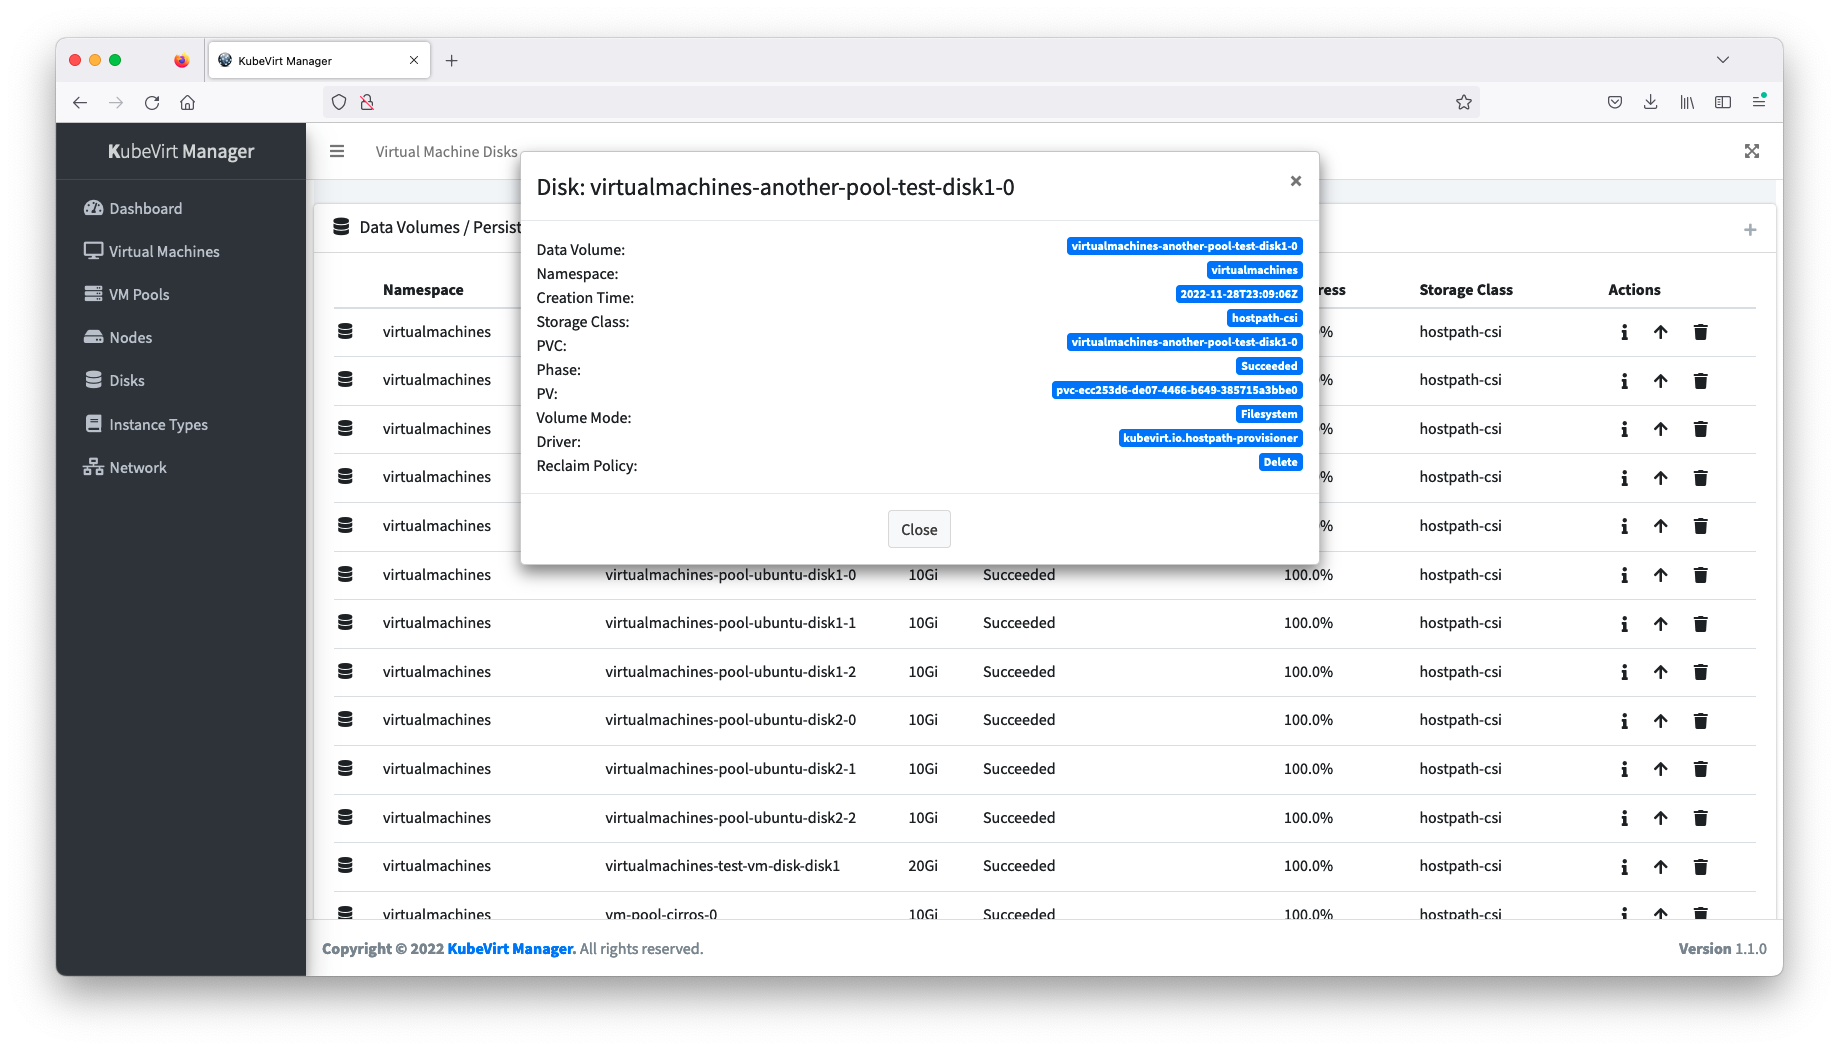 KubeVirt Manager
KubeVirt Manager
Virtual Machine Disks
Dashboard
Virtual Machines
VM Pools
Nodes
Disks
Instance Types
Network
Disk: virtualmachines-another-pool-test-disk1-0
Data Volume: virtualmachines-another-pool-test-disk1-0
Namespace: virtualmachines
Creation Time: 2022-11-28T23:09:06Z
Storage Class: hostpath-csi
PVC: virtualmachines-another-pool-test-disk1-0
Phase: Succeeded
PV: pvc-ecc253d6-de07-4466-b649-385715a3bbe0
Volume Mode: Filesystem
Driver: kubevirt.io.hostpath-provisioner
Reclaim Policy: Delete
Close
Data Volumes / Persist
Namespace ress Storage Class Actions
virtualmachines % hostpath-csi
virtualmachines % hostpath-csi
virtualmachines % hostpath-csi
virtualmachines % hostpath-csi
virtualmachines % hostpath-csi
virtualmachines virtualmachines-pool-ubuntu-disk1-0 10Gi Succeeded 100.0% hostpath-csi
virtualmachines virtualmachines-pool-ubuntu-disk1-1 10Gi Succeeded 100.0% hostpath-csi
virtualmachines virtualmachines-pool-ubuntu-disk1-2 10Gi Succeeded 100.0% hostpath-csi
virtualmachines virtualmachines-pool-ubuntu-disk2-0 10Gi Succeeded 100.0% hostpath-csi
virtualmachines virtualmachines-pool-ubuntu-disk2-1 10Gi Succeeded 100.0% hostpath-csi
virtualmachines virtualmachines-pool-ubuntu-disk2-2 10Gi Succeeded 100.0% hostpath-csi
virtualmachines virtualmachines-test-vm-disk-disk1 20Gi Succeeded 100.0% hostpath-csi
virtualmachines vm-pool-cirros-0 10Gi Succeeded 100.0% hostpath-csi
Copyright © 2022 KubeVirt Manager. All rights reserved.
Version 1.1.0